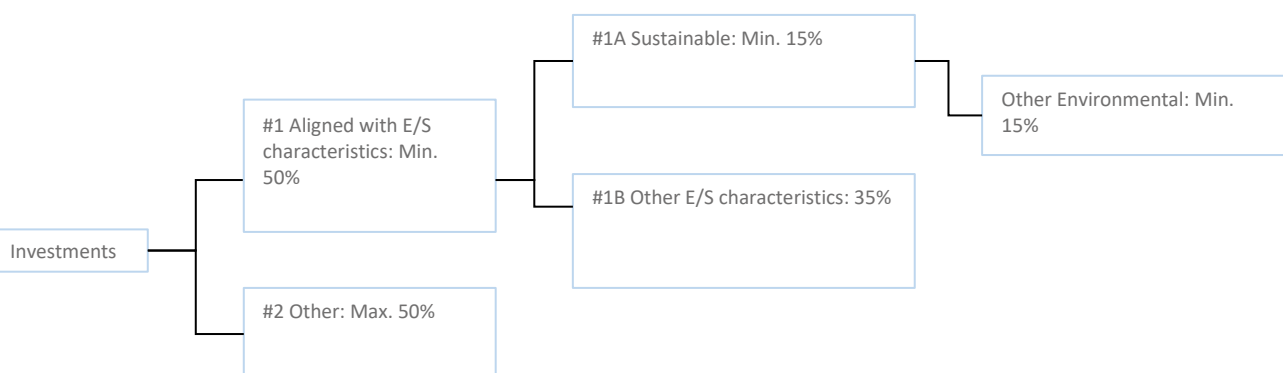 #1A Sustainable: Min. 15%
Other Environmental: Min.
15%
#1 Aligned with E/S
characteristics: Min.
50%
#1B Other E/S characteristics: 35%
Investments
#2 Other: Max. 50%